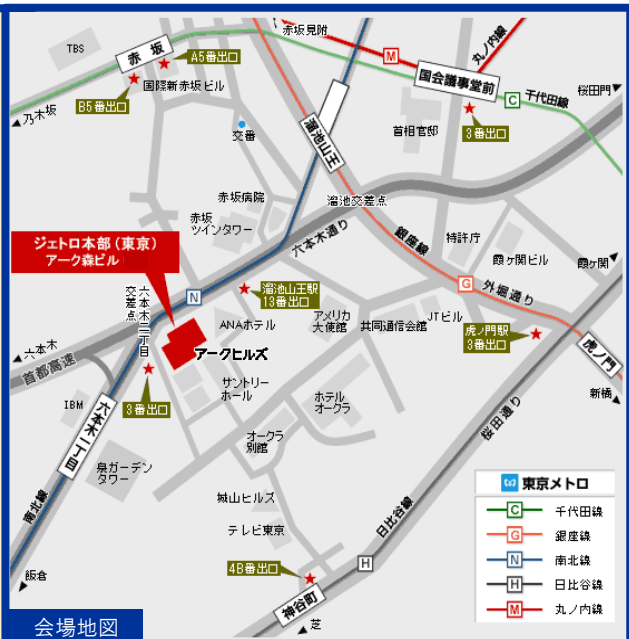 赤坂見附
TBS
赤坂
A5番出口
丸ノ内線
M
国会議事堂前
国際新赤坂ビル
B5番出口
乃木坂
C
千代田線
桜田門
3番出口
交番
溜池山王
首相官邸
赤坂病院
溜池交差点
赤坂
ツインタワー
六本木通り
銀座線
特許庁
霞ヶ関ビル
霞ヶ関
ジェトロ本部(東京)
アーク森ビル
N
溜池山王駅
13番出口
G
外堀通り
六本木一丁目
交差点
ANAホテル
アメリカ
大使館
共同通信会館
JTビル
虎ノ門駅
3番出口
虎ノ門
六本木
首都高速
アークヒルズ
3番出口
サントリー
ホール
ホテル
オークラ
新橋
桜田通り
IBM
六本木一丁目
オークラ
別館
泉ガーデン
タワー
城山ヒルズ
テレビ東京
南北線
日比谷線
4B番出口
H
飯倉
神谷町
芝
東京メトロ
C 千代田線
G 銀座線
N 南北線
H 日比谷線
M 丸ノ内線
会場地図